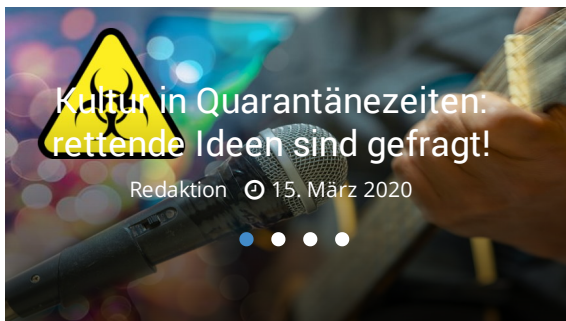 Kultur in Quarantänezeiten:
rettende Ideen sind gefragt!
Redaktion 15. März 2020